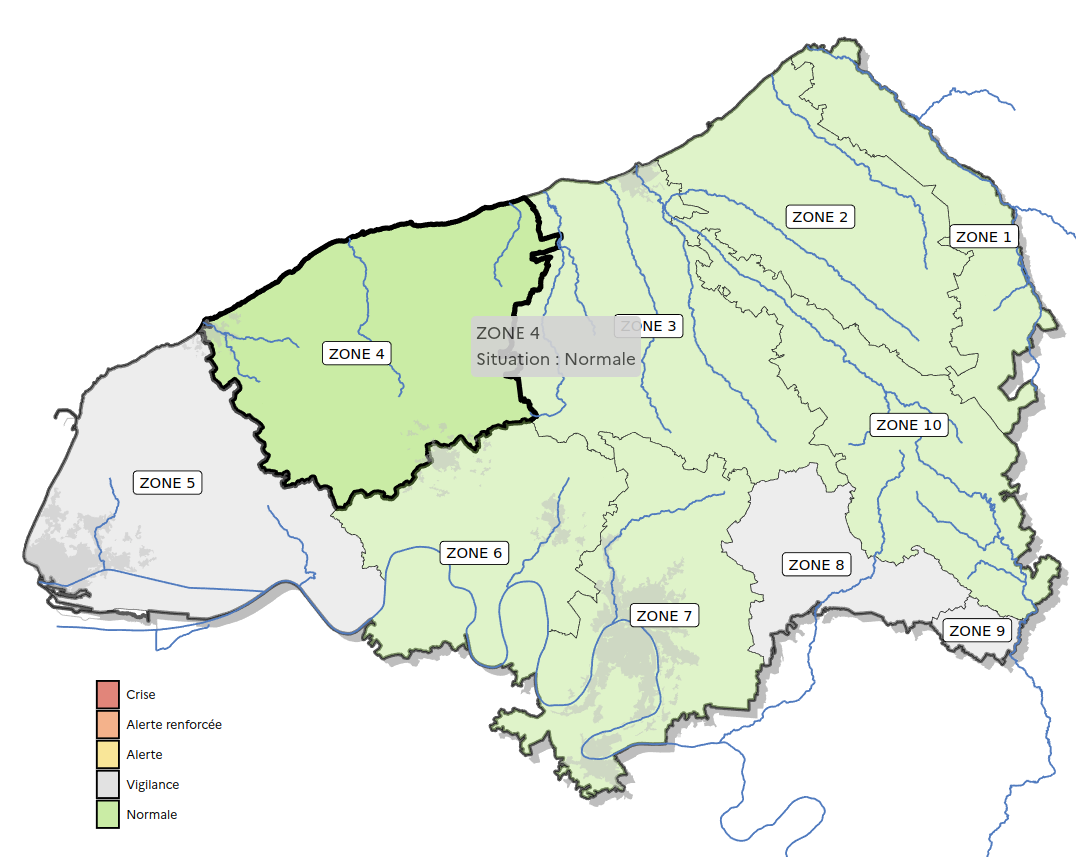 ZONE 2
ZONE 1
ZONE 3
ZONE 4
Situation : Normale
ZONE 4
ZONE 10
ZONE 5
ZONE 6
ZONE 8
ZONE 7
ZONE 9
Crise
Alerte renforcée
Alerte
Vigilance
Normale